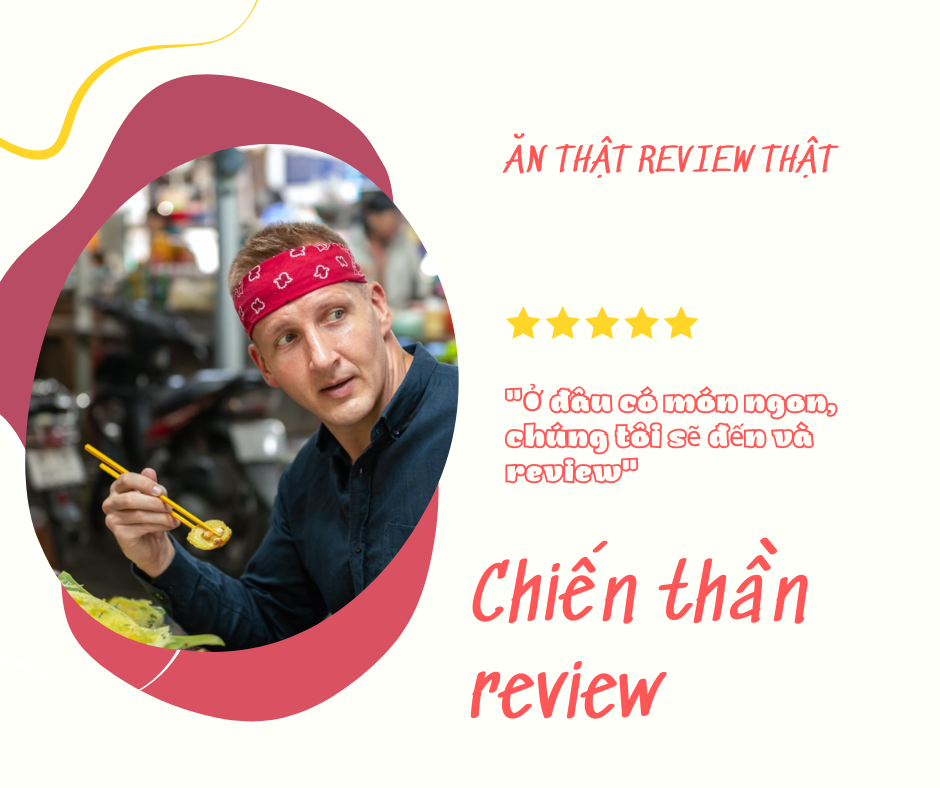 ĂN THẬT REVIEW THẬT
"Ở đâu có món ngon,
chúng tôi sẽ đến và
review"
Chiến thần
review